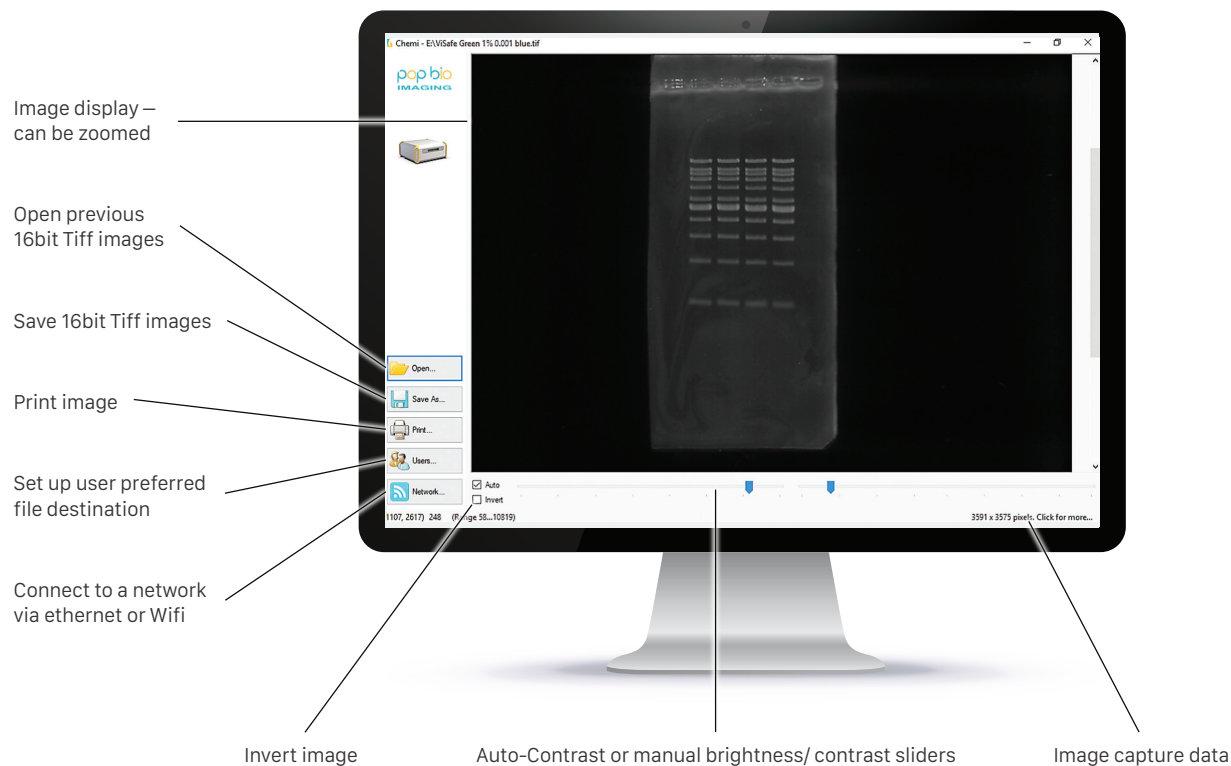 Chemi - E:\ViSafe Green 1% 0.001 blue.tif
pop bio
IMAGING
Image display –
can be zoomed
Open previous
16bit Tiff images
Save 16bit Tiff images
Print image
Set up user preferred
file destination
Connect to a network
via ethernet or Wifi
Open...
Save As...
Print...
Users...
Network...
Auto
Invert
1107, 2617) 248 (Range 58...10819)
3591 x 3575 pixels. Click for more...
Invert image
Auto-Contrast or manual brightness/ contrast sliders
Image capture data